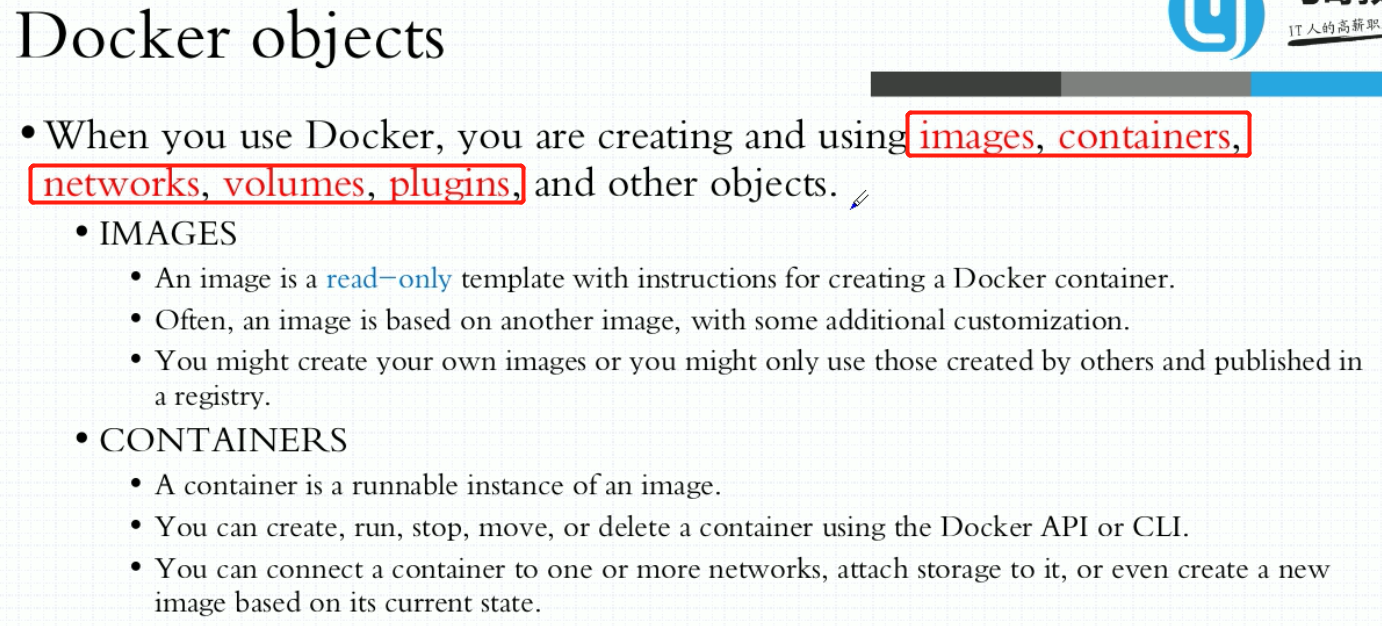 Docker objects
IT人的高薪职
• When you use Docker, you are creating and using images, containers,
networks, volumes, plugins, and other objects.
• IMAGES
• An image is a read-only template with instructions for creating a Docker container.
• Often, an image is based on another image, with some additional customization.
• You might create your own images or you might only use those created by others and published in
a registry.
• CONTAINERS
• A container is a runnable instance of an image.
• You can create, run, stop, move, or delete a container using the Docker API or CLI.
• You can connect a container to one or more networks, attach storage to it, or even create a new
image based on its current state.